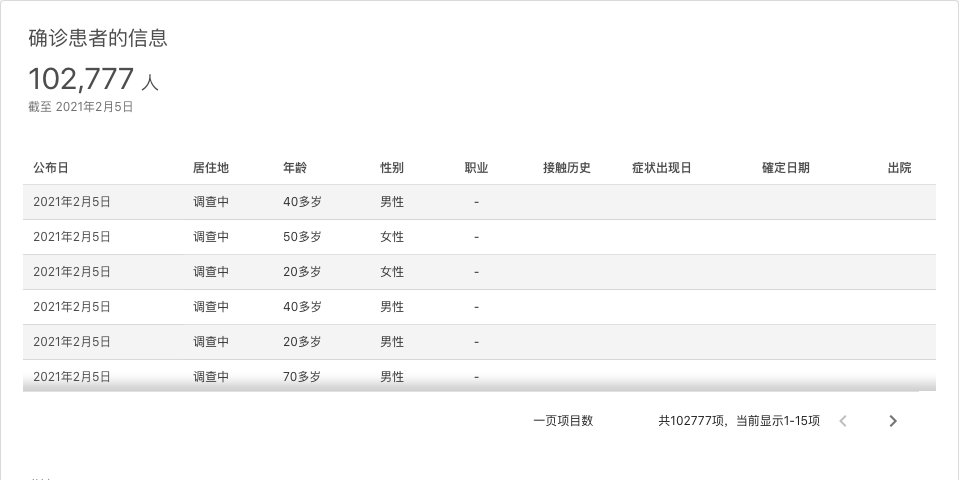 确诊患者的信息
102,777 人
截至 2021年2月5日
公布日 居住地 年龄 性别 职业 接触历史 症状出现日 確定日期 出院
2021年2月5日 调查中 40多岁 男性 -
2021年2月5日 调查中 50多岁 女性 -
2021年2月5日 调查中 20多岁 女性 -
2021年2月5日 调查中 40多岁 男性 -
2021年2月5日 调查中 20多岁 男性 -
2021年2月5日 调查中 70多岁 男性 -
一页项目数 共102777项，当前显示1-15项